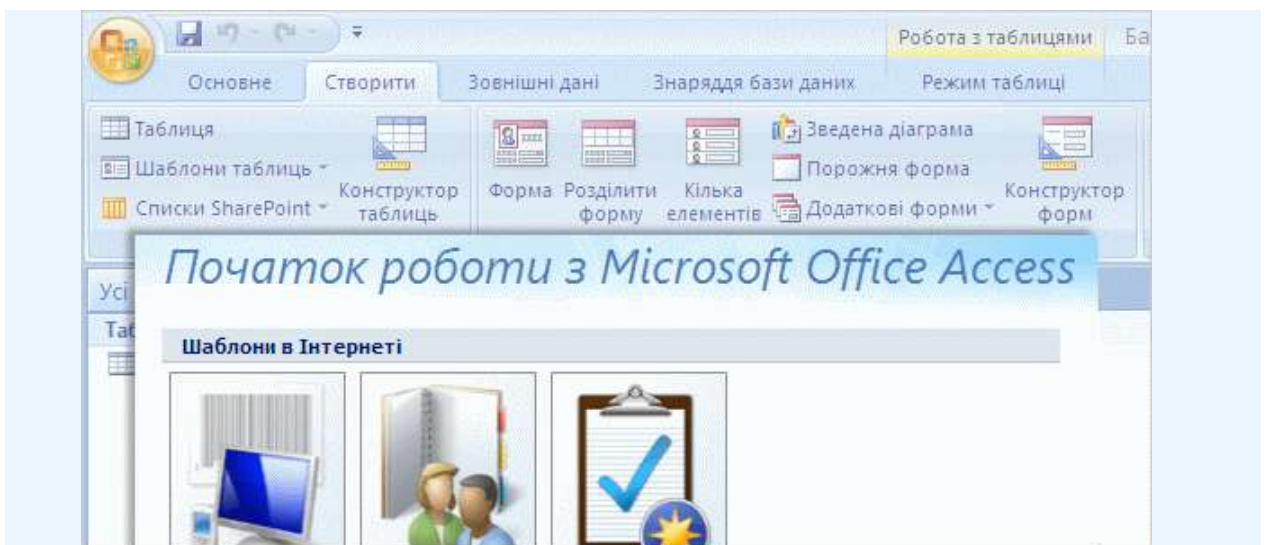 Робота з таблицями Ба
Основне Створити Зовнішні дані Знаряддя бази даних Режим таблиці
Таблиця
Шаблони таблиць
Списки SharePoint
Конструктор
таблиць
Форма
Розділити
форму
Кілька
елементів
Зведена діаграма
Порожня форма
Додаткові форми
Конструктор
форм
Початок роботи з Microsoft Office Access
Усі
Таб
Шаблони в Інтернеті